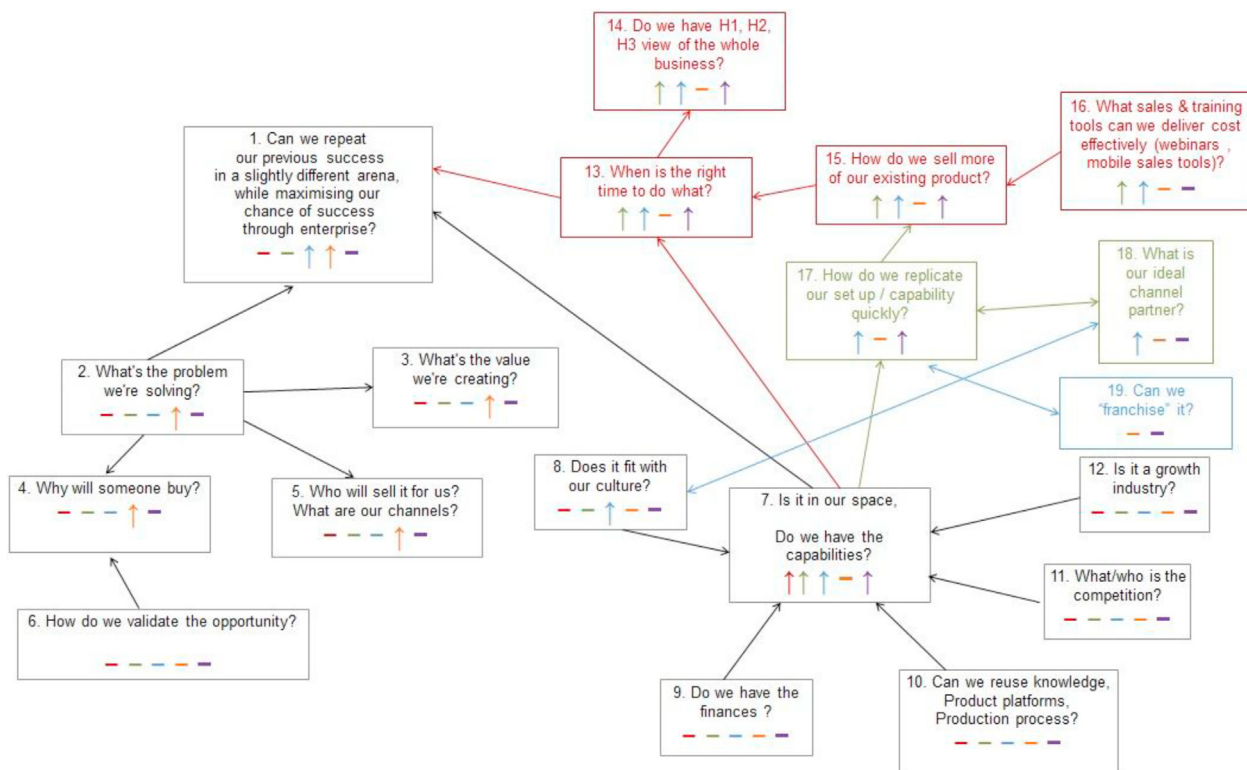 14. Do we have H1, H2,
H3 view of the whole
business?
16. What sales & training
tools can we deliver cost
effectively (webinars ,
mobile sales tools)?
1. Can we repeat
our previous success
in a slightly different arena,
while maximising our
chance of success
through enterprise?
13. When is the right
time to do what?
15. How do we sell more
of our existing product?
17. How do we replicate
our set up / capability
quickly?
18. What is
our ideal
channel
partner?
2. What's the problem
we're solving?
3. What's the value
we're creating?
19. Can we
“franchise” it?
4. Why will someone buy?
5. Who will sell it for us?
What are our channels?
8. Does it fit with
our culture?
7. Is it in our space,
Do we have the
capabilities?
12. Is it a growth
industry?
11. What/who is the
competition?
6. How do we validate the opportunity?
9. Do we have the
finances ?
10. Can we reuse knowledge,
Product platforms,
Production process?